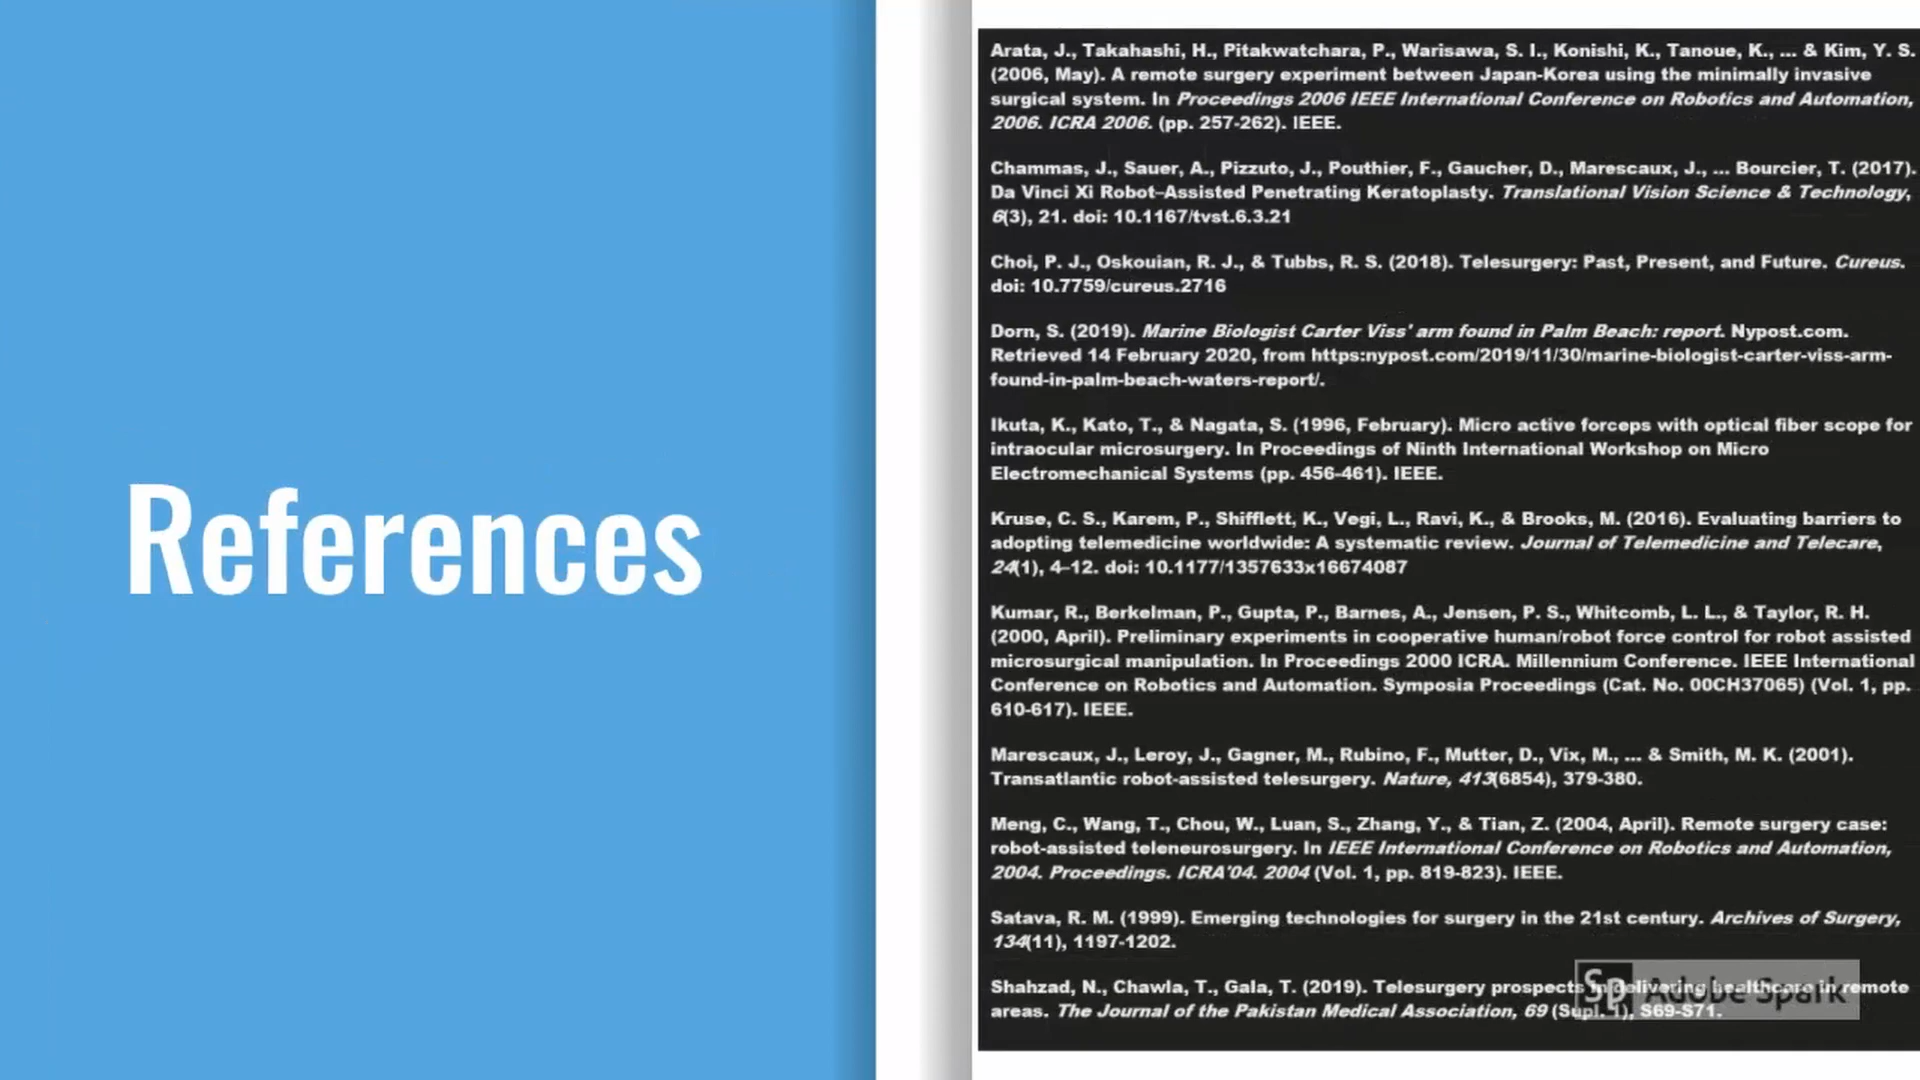 References
Arata, J., Takahashi, H., Pitakwatchara, P., Warisawa, S. I., Konishi, K., Tanoue, K., ... & Kim, Y. S.
(2006, May). A remote surgery experiment between Japan-Korea using the minimally invasive
surgical system. In Proceedings 2006 IEEE International Conference on Robotics and Automation,
2006. ICRA 2006. (pp. 257-262). IEEE.
Chammas, J., Sauer, A., Pizzuto, J., Pouthier, F., Gaucher, D., Marescaux, J., ... Bourcier, T. (2017).
Da Vinci Xi Robot–Assisted Penetrating Keratoplasty. Translational Vision Science & Technology,
6(3), 21. doi: 10.1167/tvst.6.3.21
Choi, P. J., Oskouian, R. J., & Tubbs, R. S. (2018). Telesurgery: Past, Present, and Future. Cureus.
doi: 10.7759/cureus.2716
Dorn, S. (2019). Marine Biologist Carter Viss' arm found in Palm Beach: report. Nypost.com.
Retrieved 14 February 2020, from https:nypost.com/2019/11/30/marine-biologist-carter-viss-arm-
found-in-palm-beach-waters-report/.
Ikuta, K., Kato, T., & Nagata, S. (1996, February). Micro active forceps with optical fiber scope for
intraocular microsurgery. In Proceedings of Ninth International Workshop on Micro
Electromechanical Systems (pp. 456-461). IEEE.
Kruse, C. S., Karem, P., Shifflett, K., Vegi, L., Ravi, K., & Brooks, M. (2016). Evaluating barriers to
adopting telemedicine worldwide: A systematic review. Journal of Telemedicine and Telecare,
24(1), 4–12. doi: 10.1177/1357633x16674087
Kumar, R., Berkelman, P., Gupta, P., Barnes, A., Jensen, P. S., Whitcomb, L. L., & Taylor, R. H.
(2000, April). Preliminary experiments in cooperative human/robot force control for robot assisted
microsurgical manipulation. In Proceedings 2000 ICRA. Millennium Conference. IEEE International
Conference on Robotics and Automation. Symposia Proceedings (Cat. No. 00CH37065) (Vol. 1, pp.
610-617). IEEE.
Marescaux, J., Leroy, J., Gagner, M., Rubino, F., Mutter, D., Vix, M., ... & Smith, M. K. (2001).
Transatlantic robot-assisted telesurgery. Nature, 413(6854), 379-380.
Meng, C., Wang, T., Chou, W., Luan, S., Zhang, Y., & Tian, Z. (2004, April). Remote surgery case:
robot-assisted teleneurosurgery. In IEEE International Conference on Robotics and Automation,
2004. Proceedings. ICRA'04. 2004 (Vol. 1, pp. 819-823). IEEE.
Satava, R. M. (1999). Emerging technologies for surgery in the 21st century. Archives of Surgery,
134(11), 1197-1202.
Shahzad, N., Chawla, T., Gala, T. (2019). Telesurgery prospects in delivering healthcare in remote
areas. The Journal of the Pakistan Medical Association, 69 (Supl. 1), S69-S71.
Sp Adobe Spark